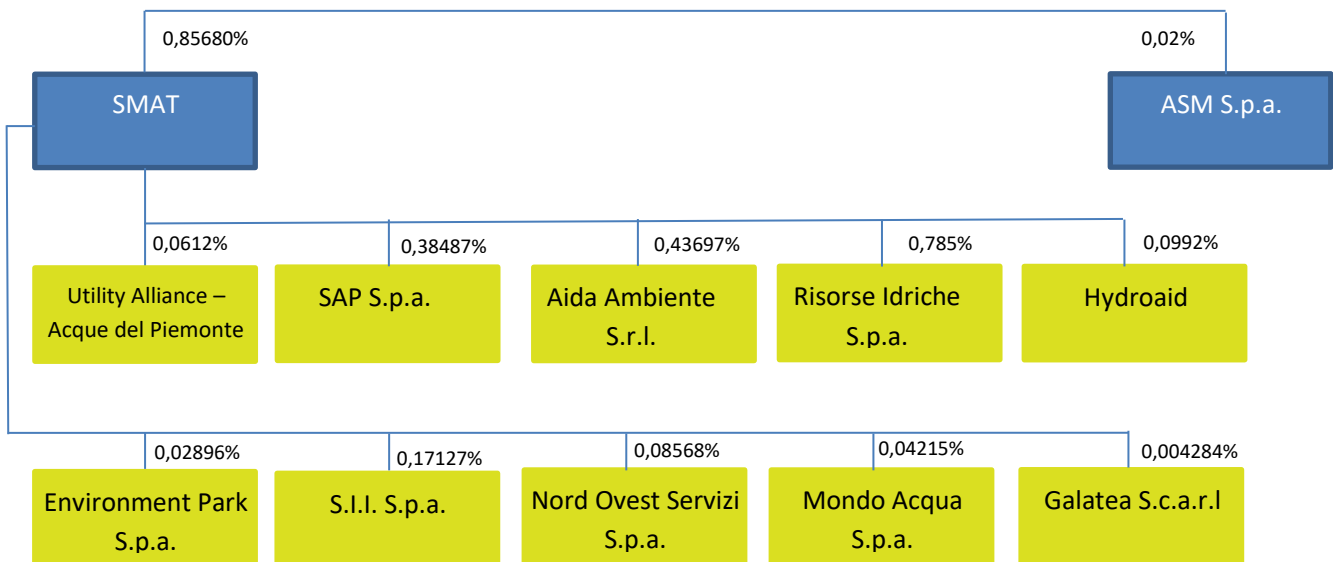 0,85680%
0,02%
SMAT
ASM S.p.a.
0,0612%
0,38487%
0,43697%
0,785%
0,0992%
Utility Alliance –
Acque del Piemonte
SAP S.p.a.
Aida Ambiente
S.r.l.
Risorse Idriche
S.p.a.
Hydroaid
0,02896%
0,17127%
0,08568%
0,04215%
0,004284%
Environment Park
S.p.a.
S.I.I. S.p.a.
Nord Ovest Servizi
S.p.a.
Mondo Acqua
S.p.a.
Galatea S.c.a.r.l